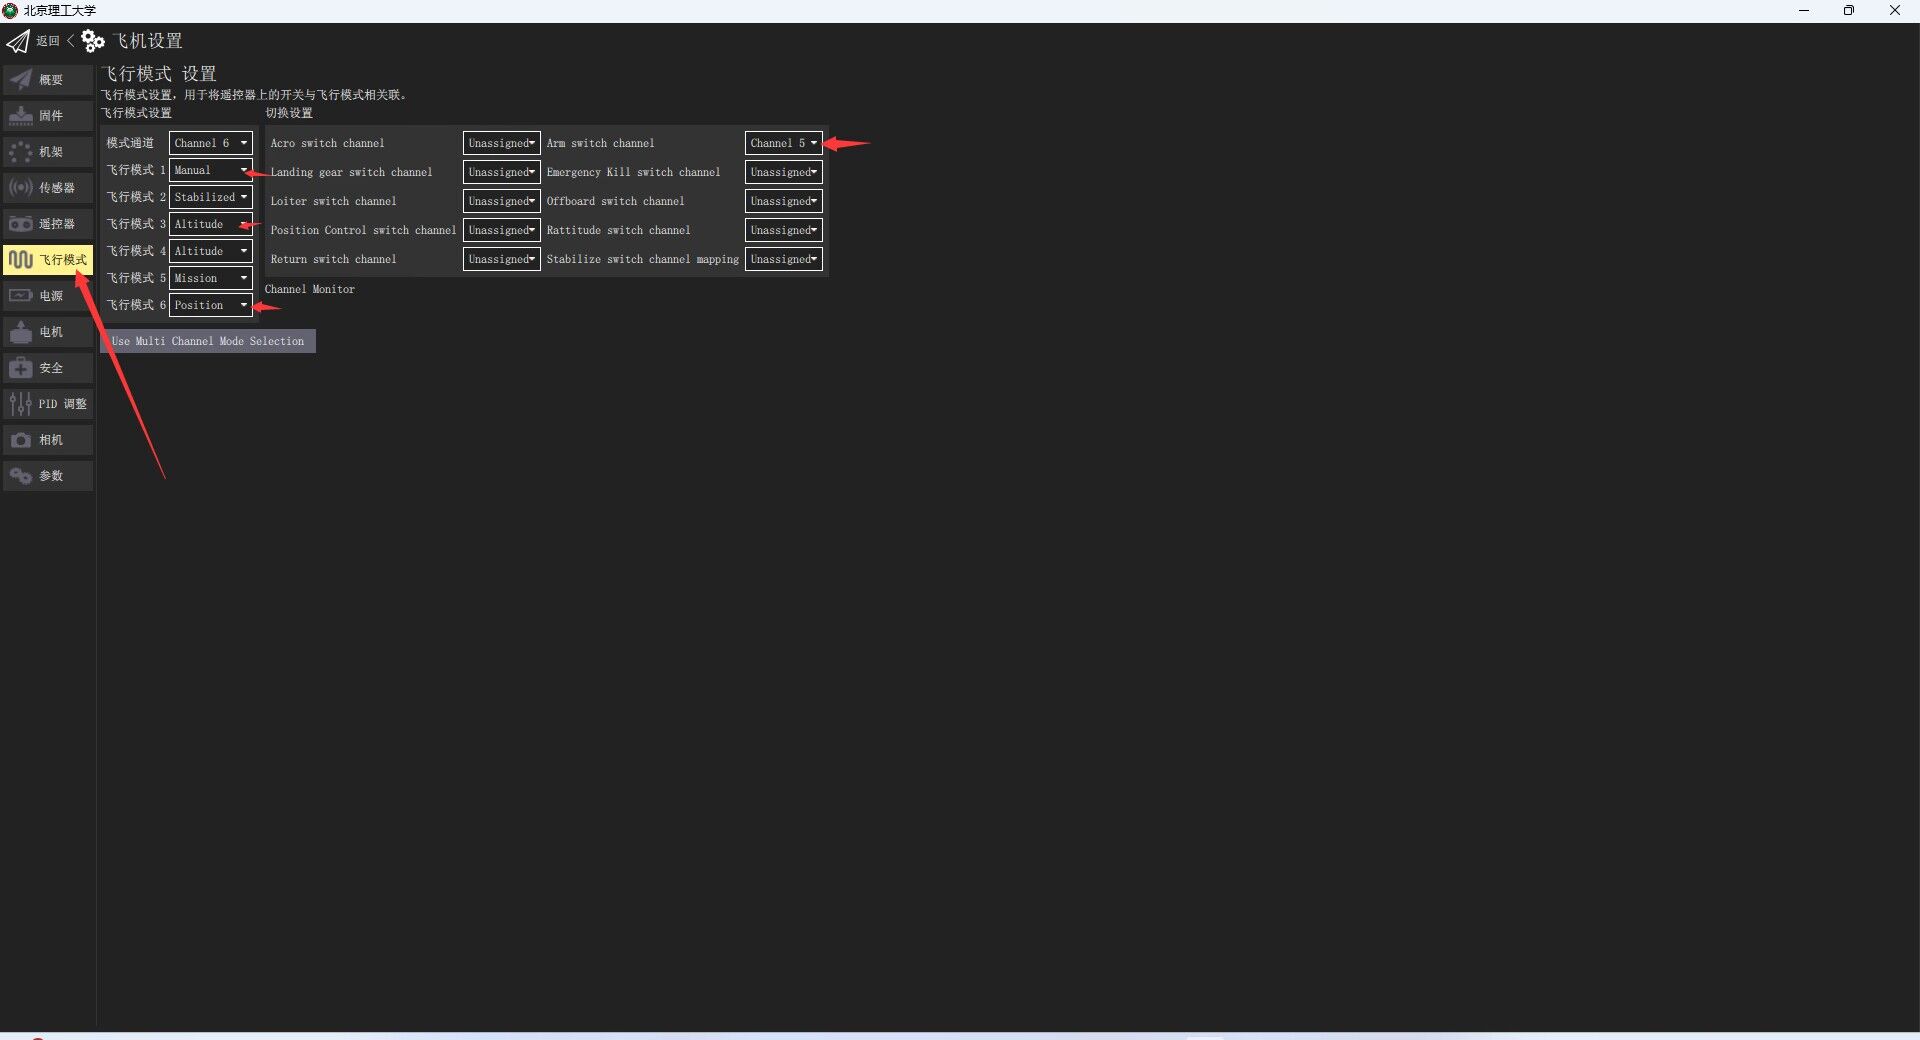 北京理工大学
返回 < 飞机设置
概要
固件
机架
传感器
遥控器
飞行模式
电源
电机
安全
PID 调整
相机
参数
飞行模式 设置
飞行模式设置，用于将遥控器上的开关与飞行模式相关联。
飞行模式设置
模式通道 Channel 6
飞行模式 1 Manual
飞行模式 2 Stabilized
飞行模式 3 Altitude
飞行模式 4 Altitude
飞行模式 5 Mission
飞行模式 6 Position
Use Multi Channel Mode Selection
切换设置
Acro switch channel Unassigned Arm switch channel Channel 5
Landing gear switch channel Unassigned Emergency Kill switch channel Unassigned
Loiter switch channel Unassigned Offboard switch channel Unassigned
Position Control switch channel Unassigned Rattitude switch channel Unassigned
Return switch channel Unassigned Stabilize switch channel mapping Unassigned
Channel Monitor